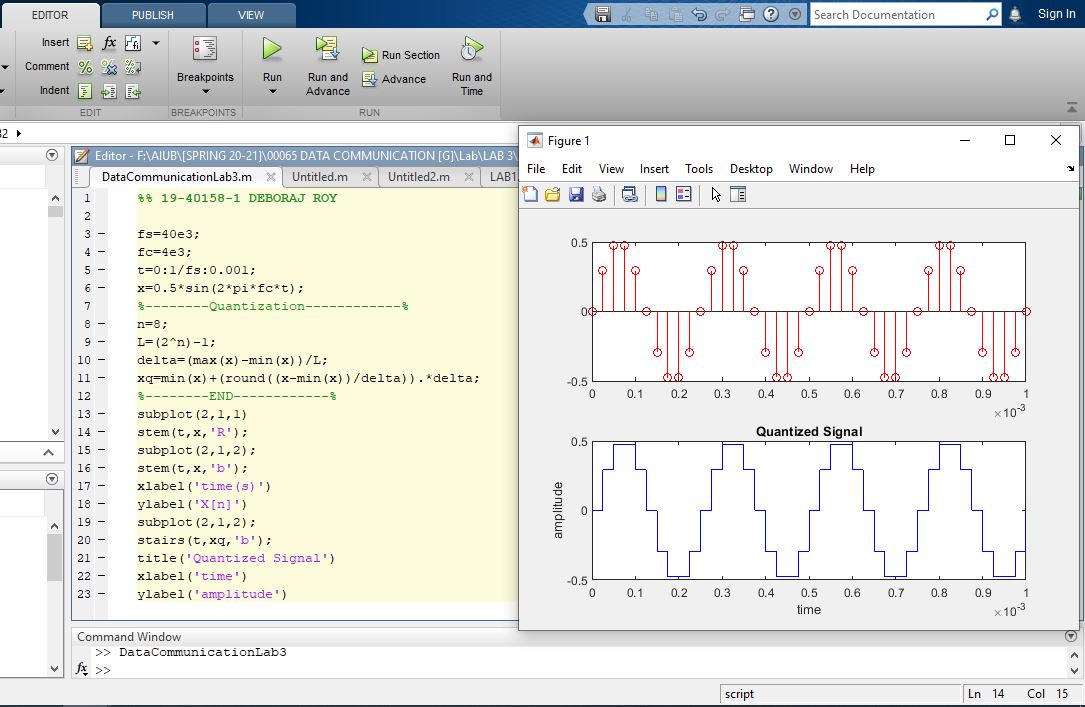 EDITOR PUBLISH VIEW
Search Documentation Sign In
Insert fx
Comment
Indent
Breakpoints
Run
Run and
Advance
Run Section
Advance
Run and
Time
EDIT BREAKPOINTS RUN
Editor - F:\AIUB\[SPRING 20-21]\00065 DATA COMMUNICATION [G]\Lab\LAB 3\
DataCommunicationLab3.m Untitled.m Untitled2.m LAB1
1 %% 19-40158-1 DEBORAJ ROY
2
3 fs=40e3;
4 fc=4e3;
5 t=0:1/fs:0.001;
6 x=0.5*sin(2*pi*fc*t);
7 %--------Quantization------------%
8 n=8;
9 L=(2^n)-1;
10 delta=(max(x)-min(x))/L;
11 xq=min(x)+(round((x-min(x))/delta)).*delta;
12 %--------END------------%
13 subplot(2,1,1)
14 stem(t,x,'R');
15 subplot(2,1,2);
16 stem(t,x,'b');
17 xlabel('time(s)')
18 ylabel('X[n]')
19 subplot(2,1,2);
20 stairs(t,xq,'b');
21 title('Quantized Signal')
22 xlabel('time')
23 ylabel('amplitude')
Figure 1
File Edit View Insert Tools Desktop Window Help
0.5
0
-0.5
0 0.1 0.2 0.3 0.4 0.5 0.6 0.7 0.8 0.9 1
×10⁻³
Quantized Signal
0.5
0
-0.5
amplitude
0 0.1 0.2 0.3 0.4 0.5 0.6 0.7 0.8 0.9 1
time
×10⁻³
Command Window
>> DataCommunicationLab3
fx >>
script Ln 14 Col 15